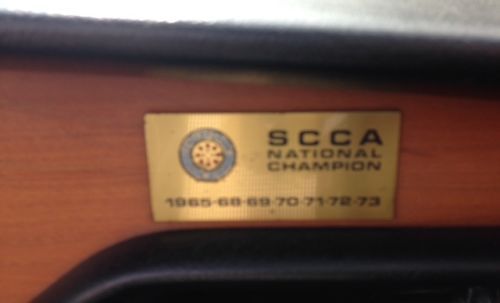 SCCA
NATIONAL
CHAMPION
1965-68-69-70-71-72-73